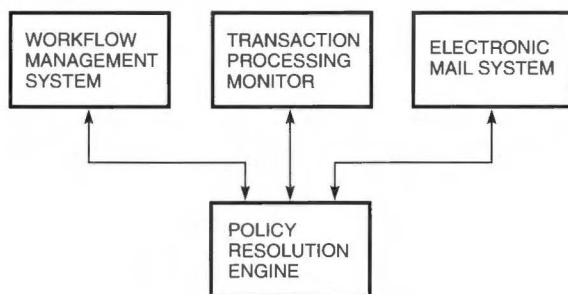 WORKFLOW
MANAGEMENT
SYSTEM
TRANSACTION
PROCESSING
MONITOR
ELECTRONIC
MAIL SYSTEM
POLICY
RESOLUTION
ENGINE